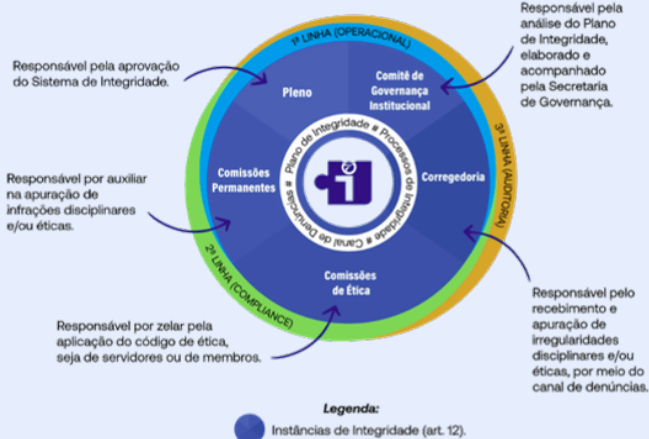 Responsável pela
análise do Plano
de Integridade,
elaborado e
acompanhado
pela Secretaria
de Governança.
1ª LINHA (OPERACIONAL)
Responsável pela aprovação
do Sistema de Integridade.
Pleno
Comitê de
Governança
Institucional
3ª LINHA (AUDITORIA)
Plano de Integridade # Processos de Integridade # Canal de Denúncias #
Comissões
Permanentes
Corregedoria
Responsável por auxiliar
na apuração de
infrações disciplinares
e/ou éticas.
2ª LINHA (COMPLIANCE)
Comissões
de Ética
Responsável por zelar pela
aplicação do código de ética,
seja de servidores ou de membros.
Responsável pelo
recebimento e
apuração de
irregularidades
disciplinares e/ou
éticas, por meio do
canal de denúncias.
Legenda:
Instâncias de Integridade (art. 12).